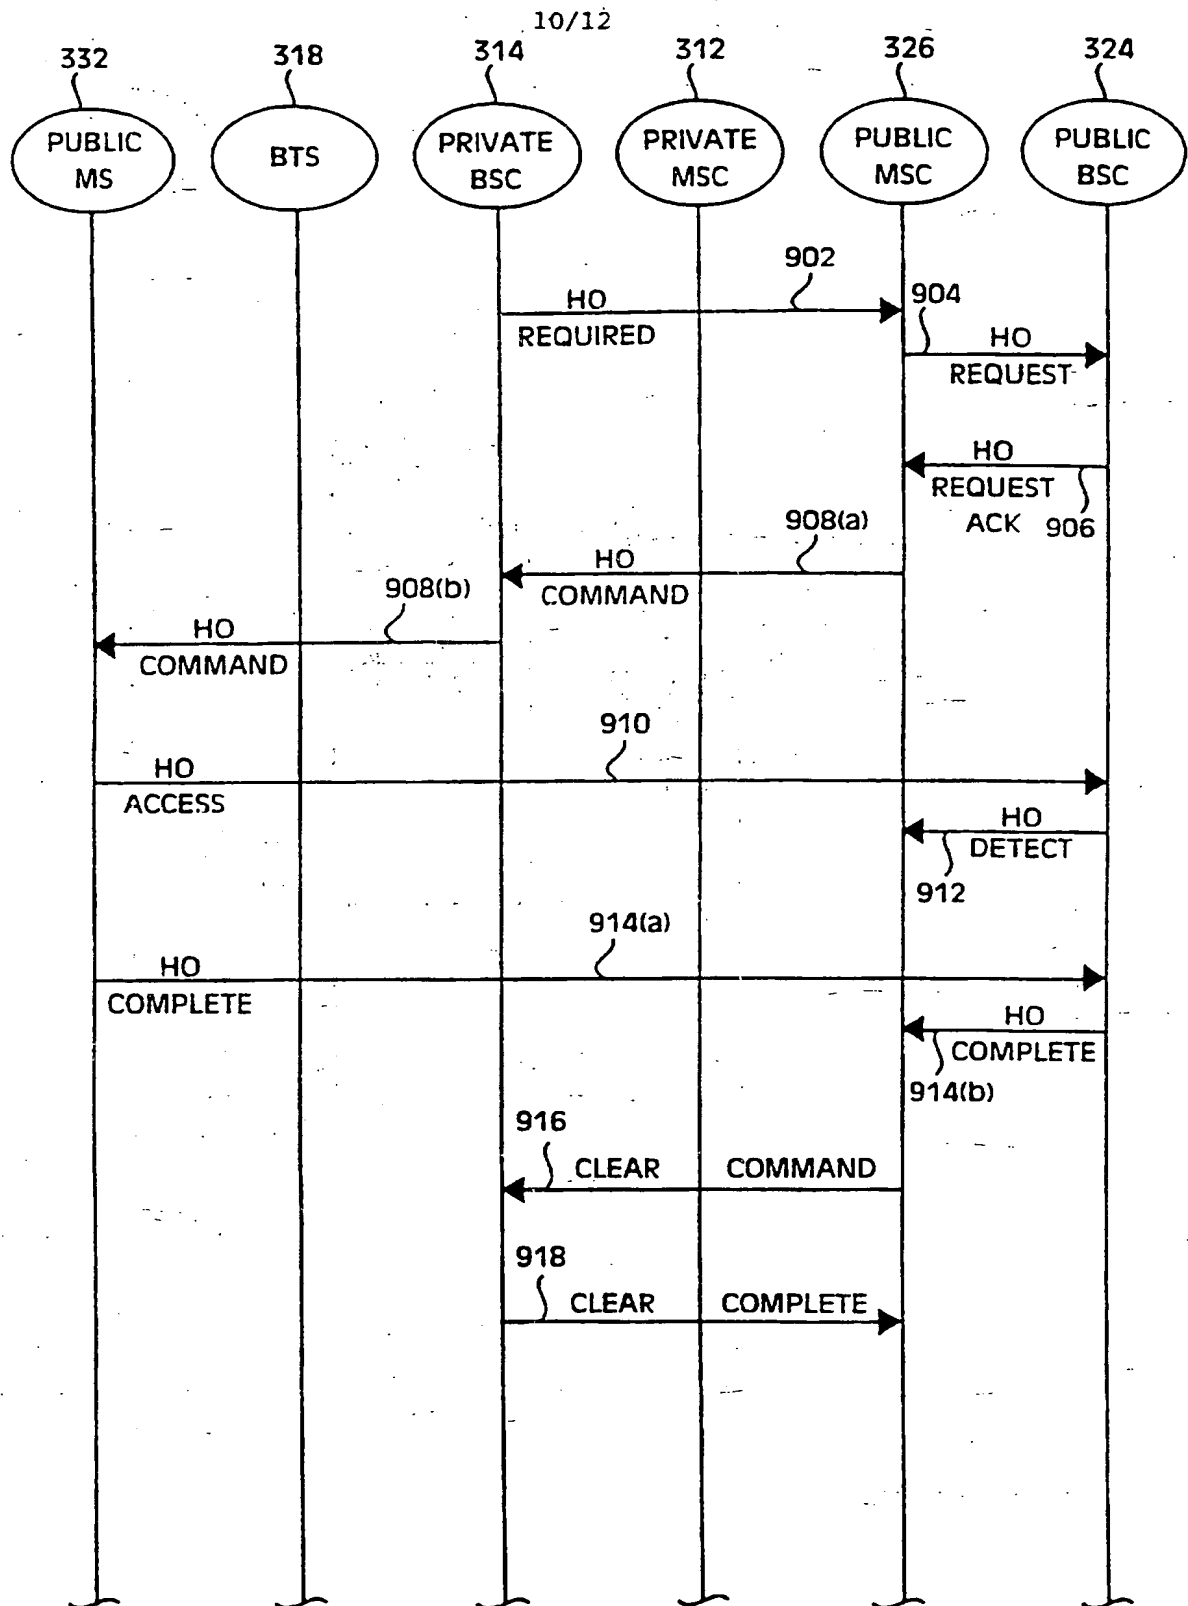 10/12
332 318 314 312 326 324
PUBLIC MS
BTS
PRIVATE BSC
PRIVATE MSC
PUBLIC MSC
PUBLIC BSC
902
HO
REQUIRED
904
HO
REQUEST
HO
REQUEST
ACK 906
908(a)
HO
COMMAND
908(b)
HO
COMMAND
910
HO
ACCESS
HO
DETECT
912
914(a)
HO
COMPLETE
HO
COMPLETE
914(b)
916
CLEAR COMMAND
918
CLEAR COMPLETE